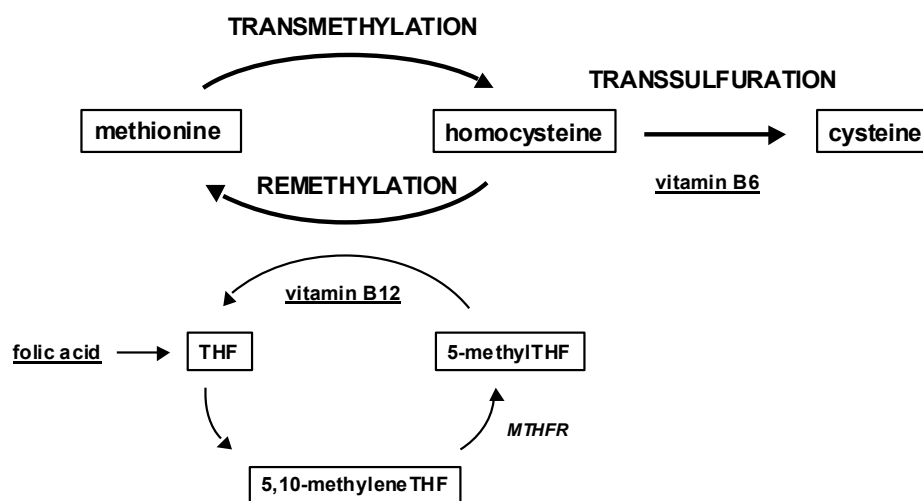 TRANSMETHYLATION
TRANSSULFURATION
methionine
homocysteine
cysteine
REMETHYLATION
vitamin B6
vitamin B12
folic acid
THF
5-methylTHF
MTHFR
5,10-methyleneTHF